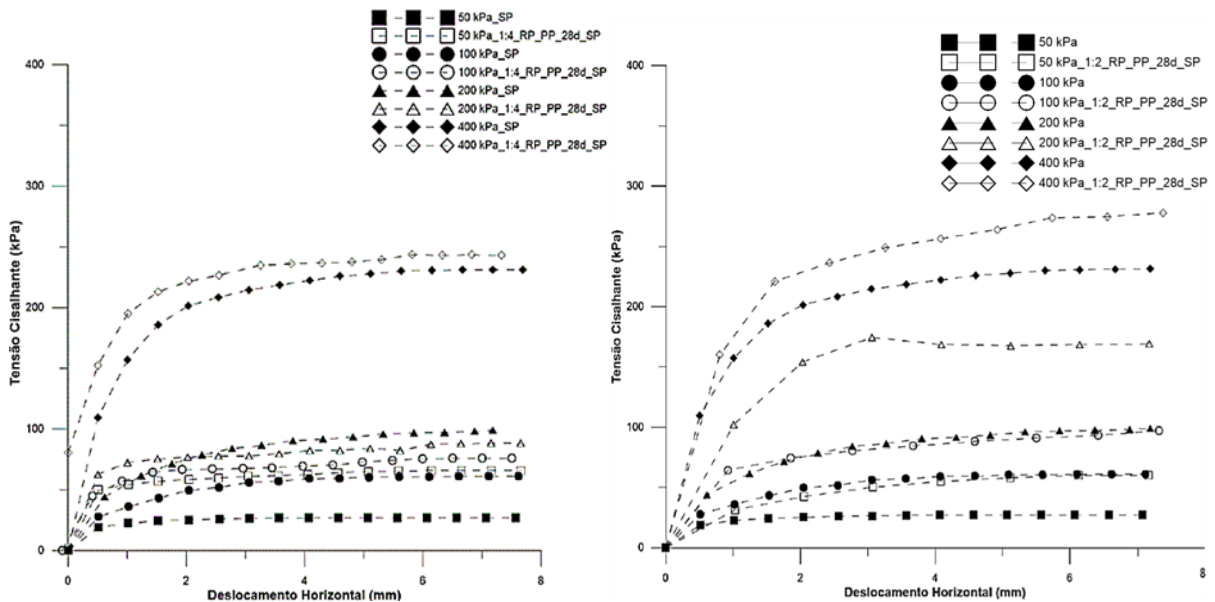 50 kPa_SP
50 kPa_1:4_RP_PP_28d_SP
100 kPa_SP
100 kPa_1:4_RP_PP_28d_SP
200 kPa_SP
200 kPa_1:4_RP_PP_28d_SP
400 kPa_SP
400 kPa_1:4_RP_PP_28d_SP
400
300
200
100
0
Tensão Cisalhante (kPa)
0 2 4 6 8
Deslocamento Horizontal (mm)
50 kPa
50 kPa_1:2_RP_PP_28d_SP
100 kPa
100 kPa_1:2_RP_PP_28d_SP
200 kPa
200 kPa_1:2_RP_PP_28d_SP
400 kPa
400 kPa_1:2_RP_PP_28d_SP
400
300
200
100
0
Tensão Cisalhante (kPa)
0 2 4 6 8
Deslocamento Horizontal (mm)